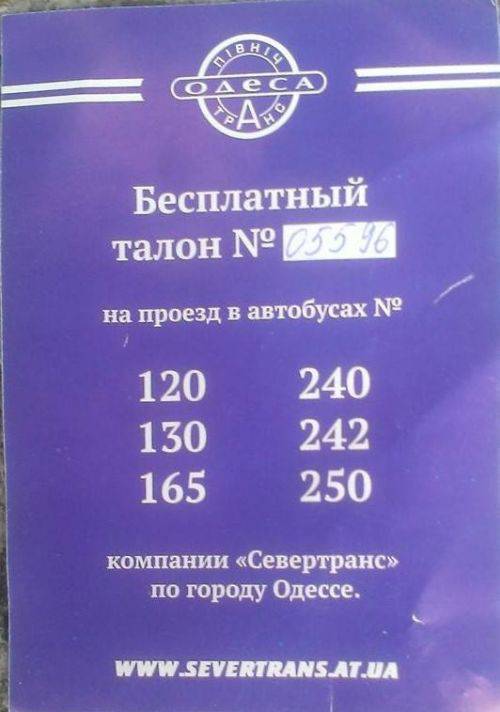 ПІВНІЧ
ОДЕСА
ТРАНС
Бесплатный
талон № 05596
на проезд в автобусах №
120 240
130 242
165 250
компании «Севертранс»
по городу Одессе.
WWW.SEVERTRANS.AT.UA